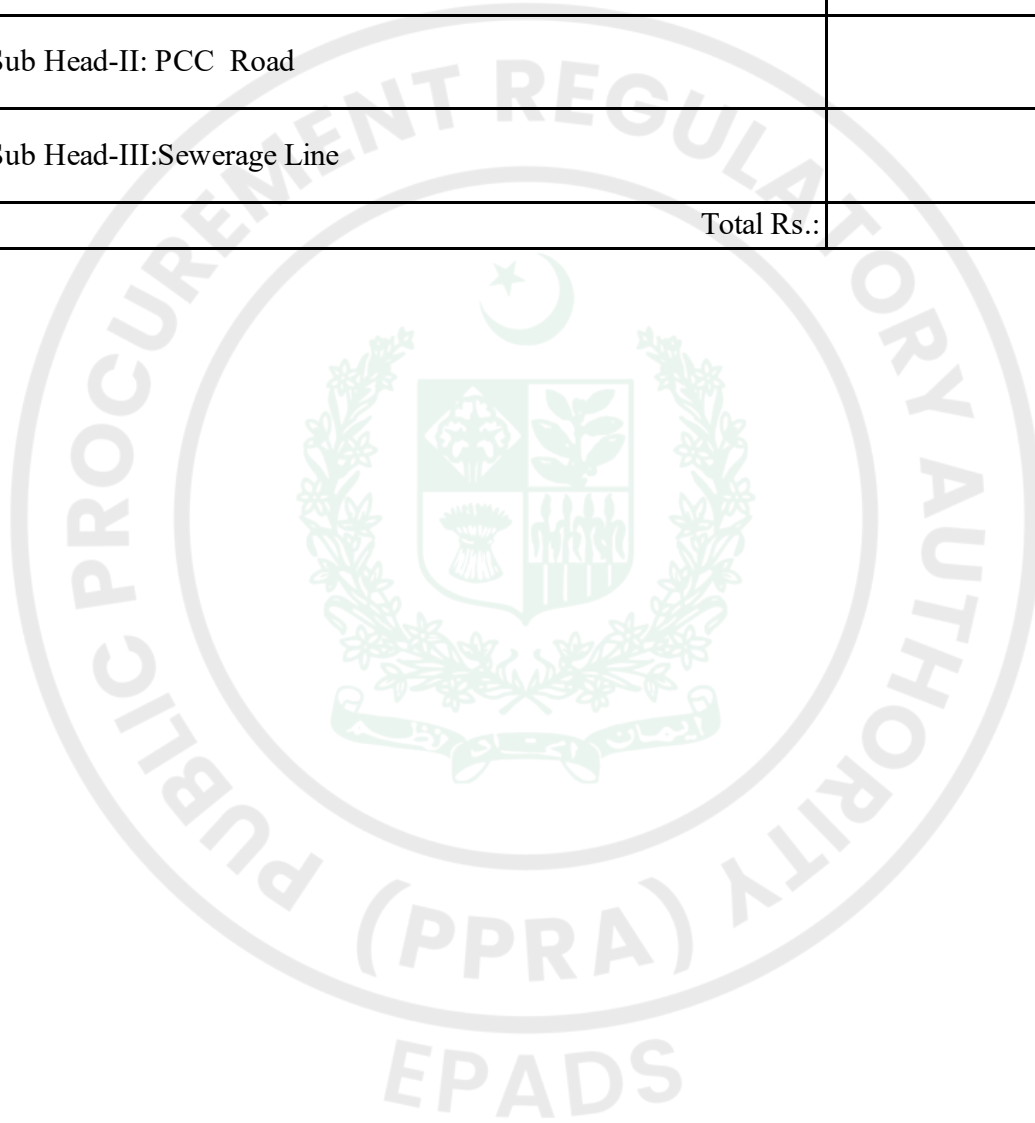 Sub Head-II: PCC Road
Sub Head-III:Sewerage Line
Total Rs.:
PUBLIC PROCUREMENT REGULATORY AUTHORITY
(PPRA)
EPADS